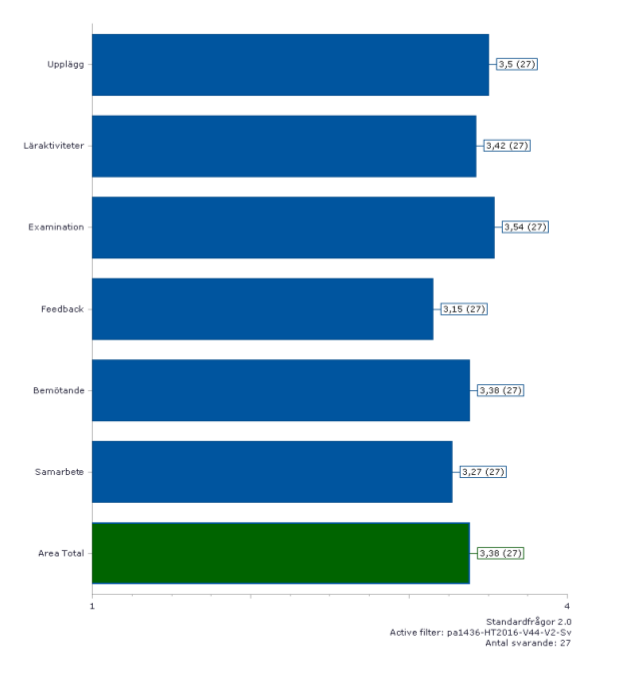 Upplägg
3,5 (27)
Läraktiviteter
3,42 (27)
Examination
3,54 (27)
Feedback
3,15 (27)
Bemötande
3,38 (27)
Samarbete
3,27 (27)
Area Total
3,38 (27)
1
4
Standardfrågor 2.0
Active filter: pa1436-HT2016-V44-V2-Sv
Antal svarande: 27